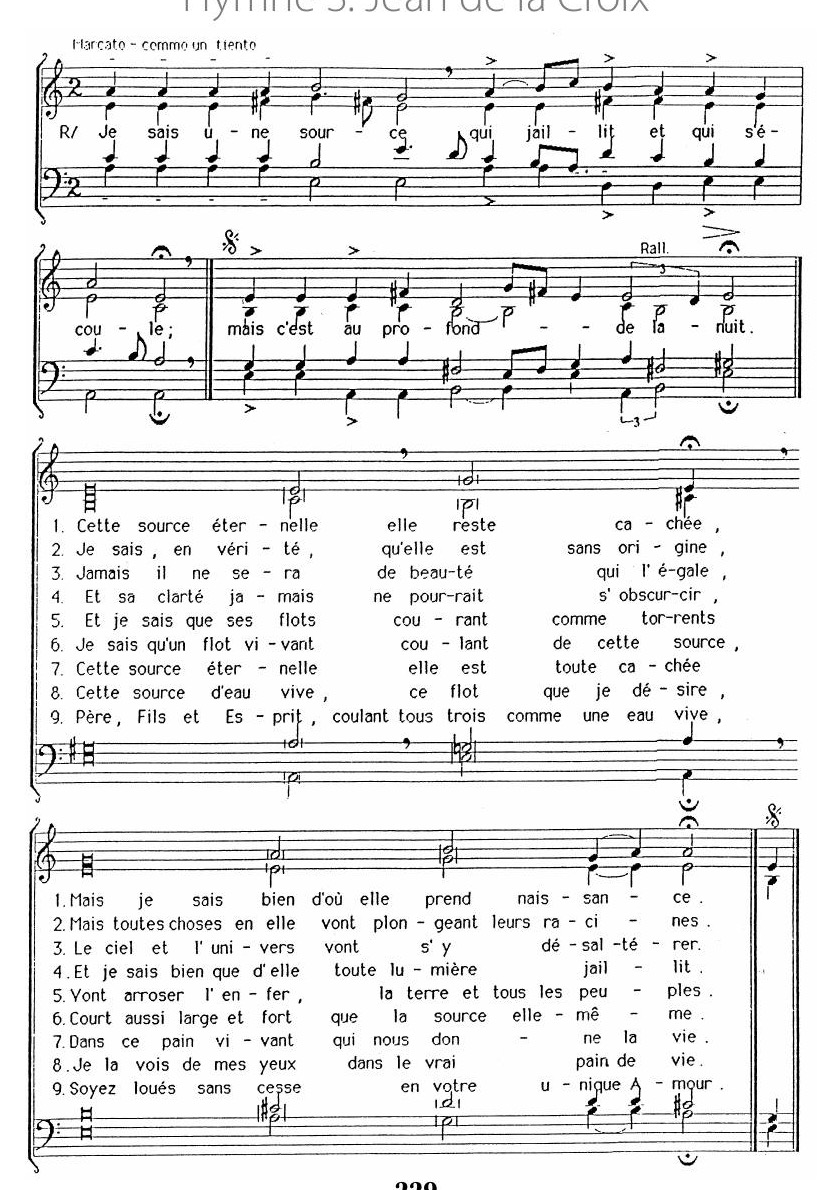 Hymne S. Jean de la Croix
Marcato - commo un tiento
R/ Je sais u - ne sour - ce qui jail - lit et qui s'é -
Rall.
3
cou - le; mais c'est au pro - fond - - - de la - nuit.
3
1. Cette source éter - nelle elle reste ca - chée,
2. Je sais, en véri - té, qu'elle est sans ori - gine,
3. Jamais il ne se - ra de beau-té qui l'é-gale,
4. Et sa clarté ja - mais ne pour-rait s'obscur-cir,
5. Et je sais que ses flots cou - rant comme tor-rents
6. Je sais qu'un flot vi - vant cou - lant de cette source,
7. Cette source éter - nelle elle est toute ca - chée
8. Cette source d'eau vive, ce flot que je dé - sire,
9. Père, Fils et Es - prit, coulant tous trois comme une eau vive,
1. Mais je sais bien d'où elle prend nais - san - ce.
2. Mais toutes choses en elle vont plon - geant leurs ra - ci - nes.
3. Le ciel et l'uni - vers vont s'y dé - sal - té - rer.
4. Et je sais bien que d'elle toute lu - mière jail - lit.
5. Vont arroser l'en - fer, la terre et tous les peu - ples.
6. Court aussi large et fort que la source elle - mê - me.
7. Dans ce pain vi - vant qui nous don - ne la vie.
8. Je la vois de mes yeux dans le vrai pain de vie.
9. Soyez loués sans cesse en votre u - nique A - mour.